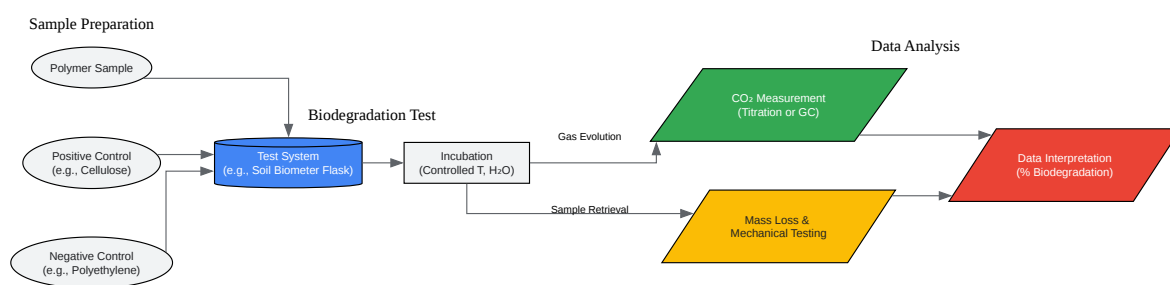 Sample Preparation
Polymer Sample
Positive Control
(e.g., Cellulose)
Negative Control
(e.g., Polyethylene)
Biodegradation Test
Test System
(e.g., Soil Biometer Flask)
Incubation
(Controlled T, H₂O)
Gas Evolution
Sample Retrieval
Data Analysis
CO₂ Measurement
(Titration or GC)
Mass Loss &
Mechanical Testing
Data Interpretation
(% Biodegradation)